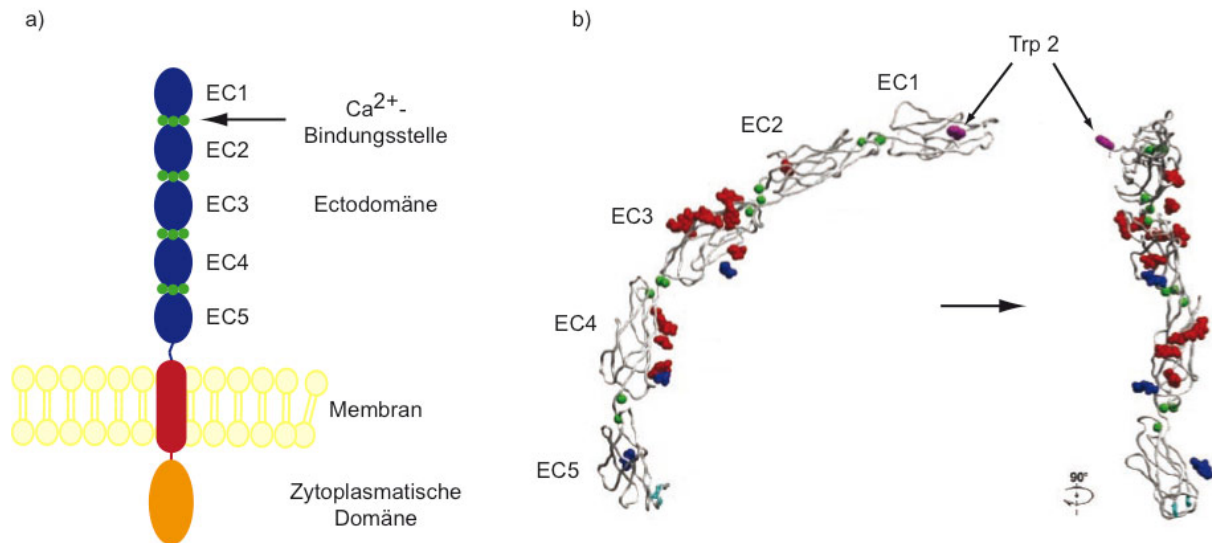 a)
EC1
Ca2+-
Bindungsstelle
EC2
EC3
Ectodomäne
EC4
EC5
Membran
Zytoplasmatische
Domäne
b)
Trp 2
EC1
EC2
EC3
EC4
EC5
90°